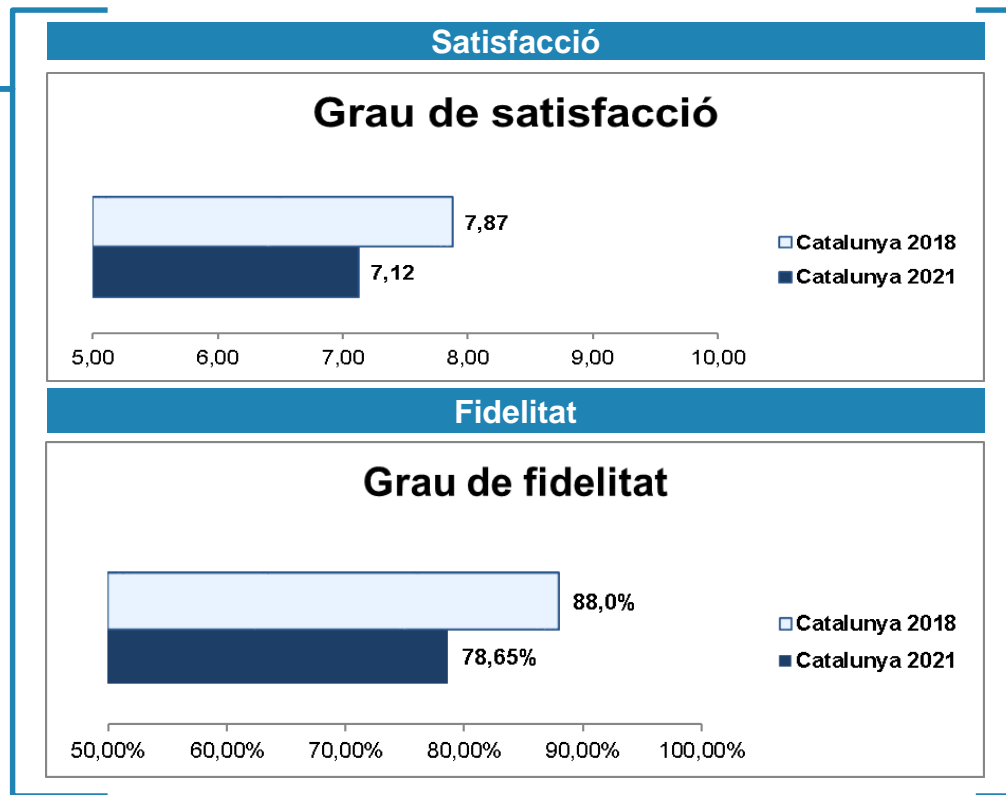 Satisfacció
Grau de satisfacció
7,87
7,12
Catalunya 2018
Catalunya 2021
5,00 6,00 7,00 8,00 9,00 10,00
Fidelitat
Grau de fidelitat
88,0%
78,65%
Catalunya 2018
Catalunya 2021
50,00% 60,00% 70,00% 80,00% 90,00% 100,00%